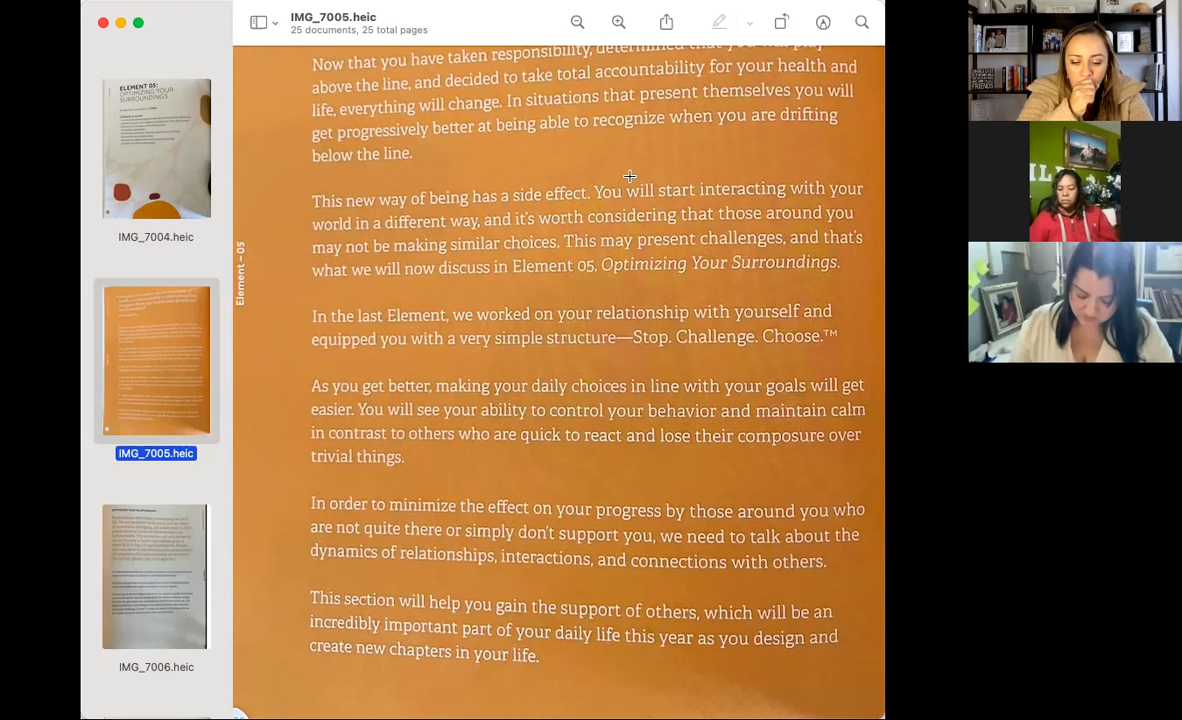 IMG_7005.heic
25 documents, 25 total pages
ELEMENT 05:
OPTIMIZING YOUR
SURROUNDINGS
IMG_7004.heic
IMG_7005.heic
IMG_7006.heic
Element – 05
Now that you have taken responsibility, determined that you will play
above the line, and decided to take total accountability for your health and
life, everything will change. In situations that present themselves you will
get progressively better at being able to recognize when you are drifting
below the line.
This new way of being has a side effect. You will start interacting with your
world in a different way, and it's worth considering that those around you
may not be making similar choices. This may present challenges, and that's
what we will now discuss in Element 05, Optimizing Your Surroundings.
In the last Element, we worked on your relationship with yourself and
equipped you with a very simple structure—Stop. Challenge. Choose.™
As you get better, making your daily choices in line with your goals will get
easier. You will see your ability to control your behavior and maintain calm
in contrast to others who are quick to react and lose their composure over
trivial things.
In order to minimize the effect on your progress by those around you who
are not quite there or simply don't support you, we need to talk about the
dynamics of relationships, interactions, and connections with others.
This section will help you gain the support of others, which will be an
incredibly important part of your daily life this year as you design and
create new chapters in your life.